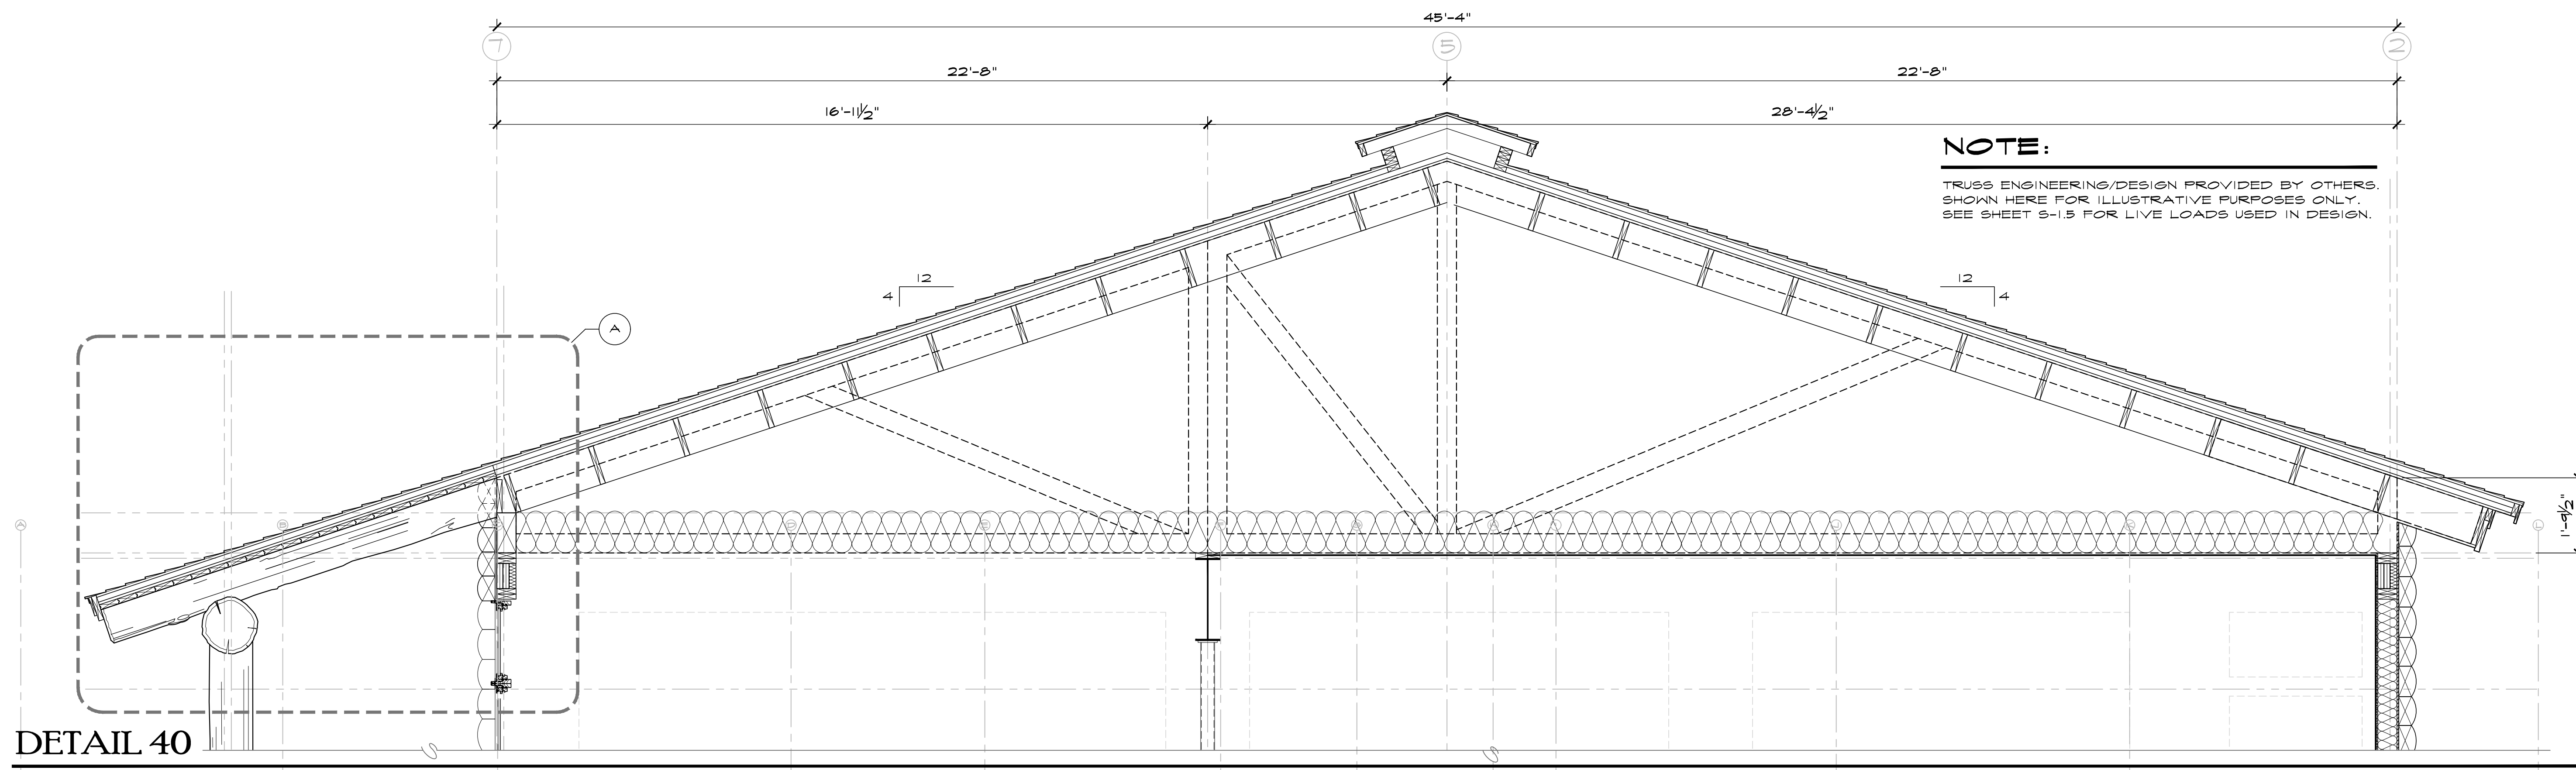 45'-4"
7
5
2
22'-8"
22'-8"
16'-11½"
28'-4½"
NOTE:
TRUSS ENGINEERING/DESIGN PROVIDED BY OTHERS.
SHOWN HERE FOR ILLUSTRATIVE PURPOSES ONLY.
SEE SHEET S-1.5 FOR LIVE LOADS USED IN DESIGN.
12
4
12
4
A
1'-9½"
A
B
D
E
L
DETAIL 40